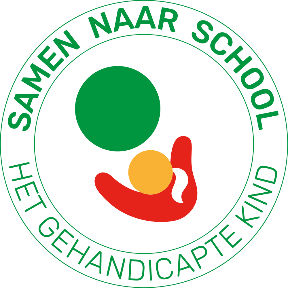 SAMEN NAAR SCHOOL
HET GEHANDICAPTE KIND